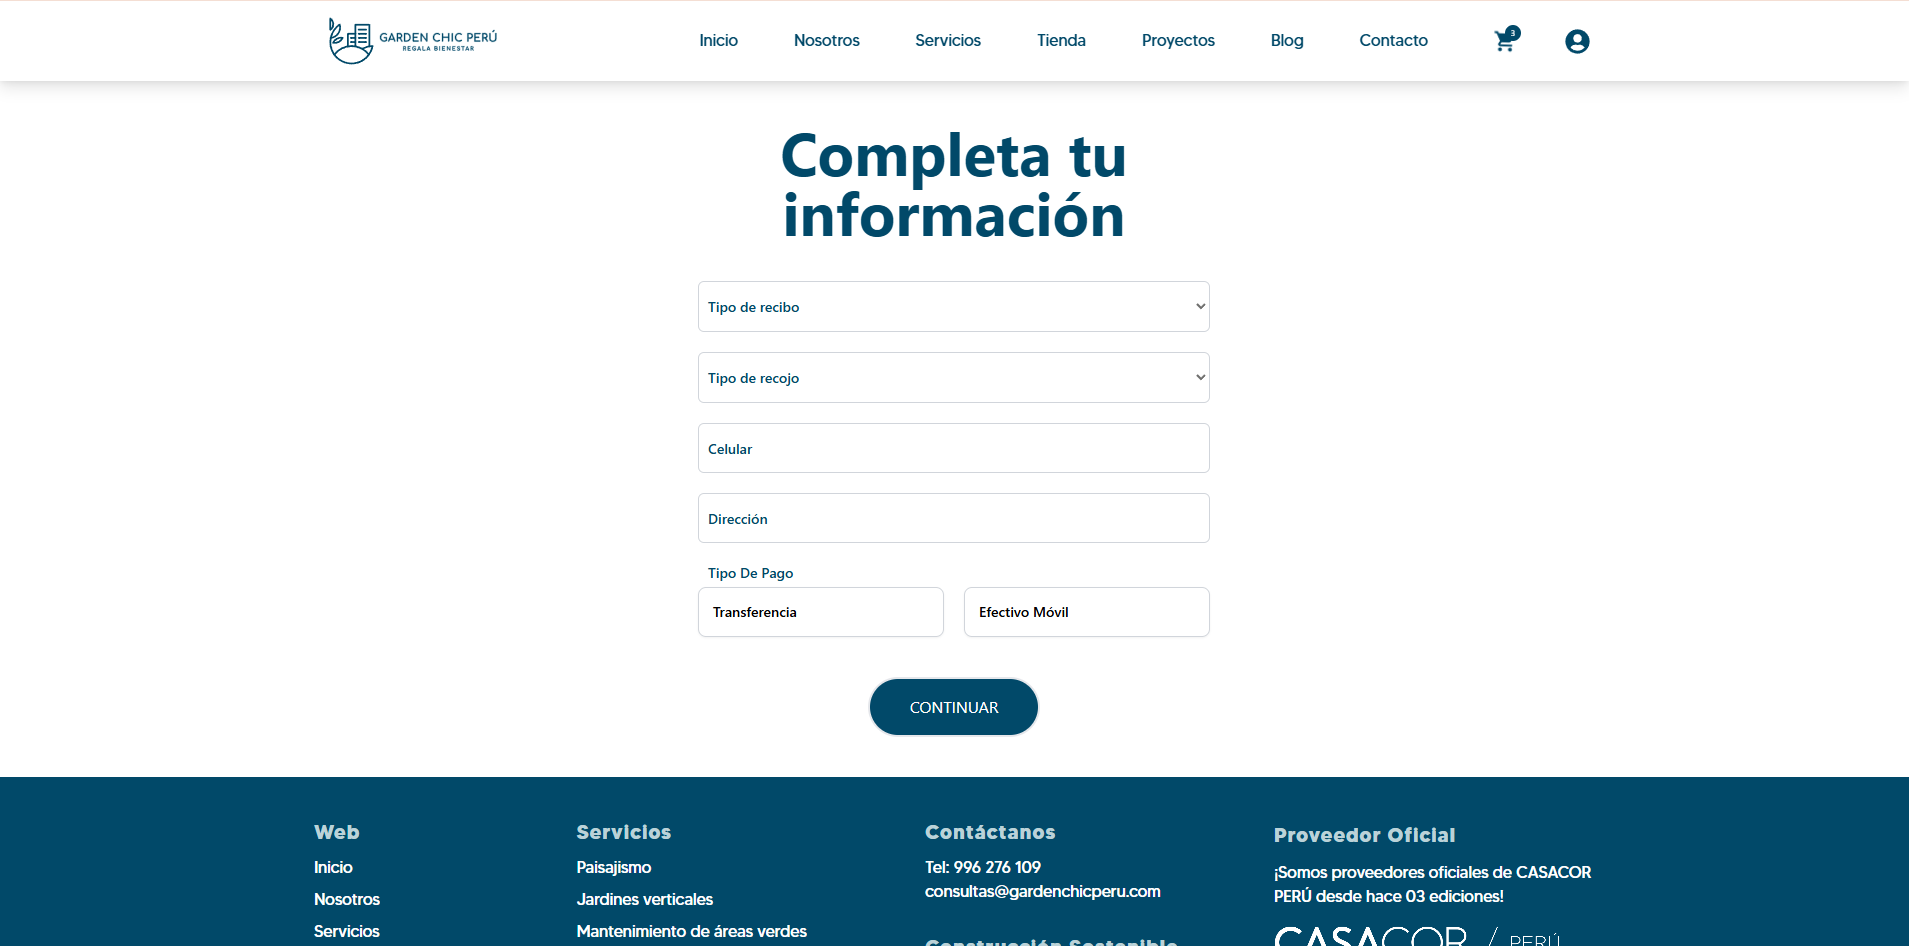 GARDEN CHIC PERÚ
REGALA BIENESTAR
Inicio
Nosotros
Servicios
Tienda
Proyectos
Blog
Contacto
3
Completa tu
información
Tipo de recibo
Tipo de recojo
Celular
Dirección
Tipo De Pago
Transferencia
Efectivo Móvil
CONTINUAR
Web
Inicio
Nosotros
Servicios
Servicios
Paisajismo
Jardines verticales
Mantenimiento de áreas verdes
Contáctanos
Tel: 996 276 109
consultas@gardenchicperu.com
Construcción Sostenible
Proveedor Oficial
¡Somos proveedores oficiales de CASACOR
PERÚ desde hace 03 ediciones!
CASACOR / PERÚ